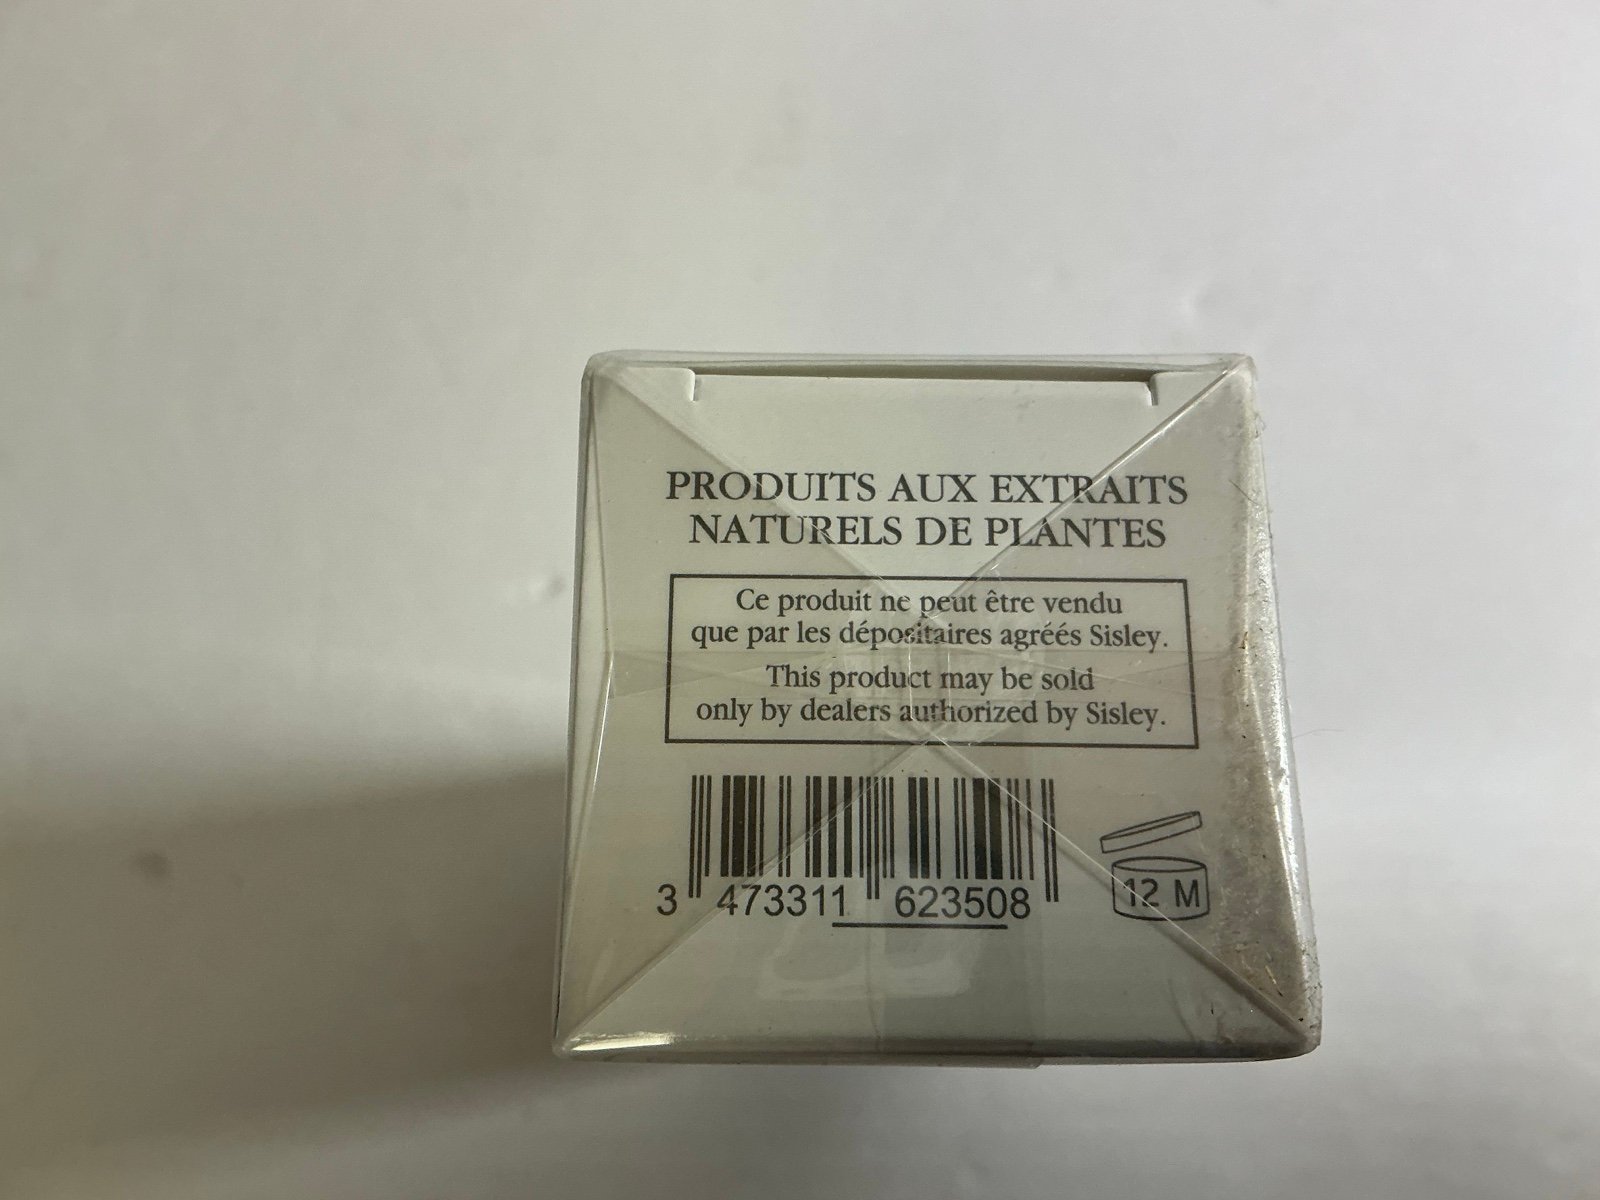 PRODUITS AUX EXTRAITS
NATURELS DE PLANTES
Ce produit ne peut être vendu
que par les dépositaires agréés Sisley.
This product may be sold
only by dealers authorized by Sisley.
3 473311 623508
12 M